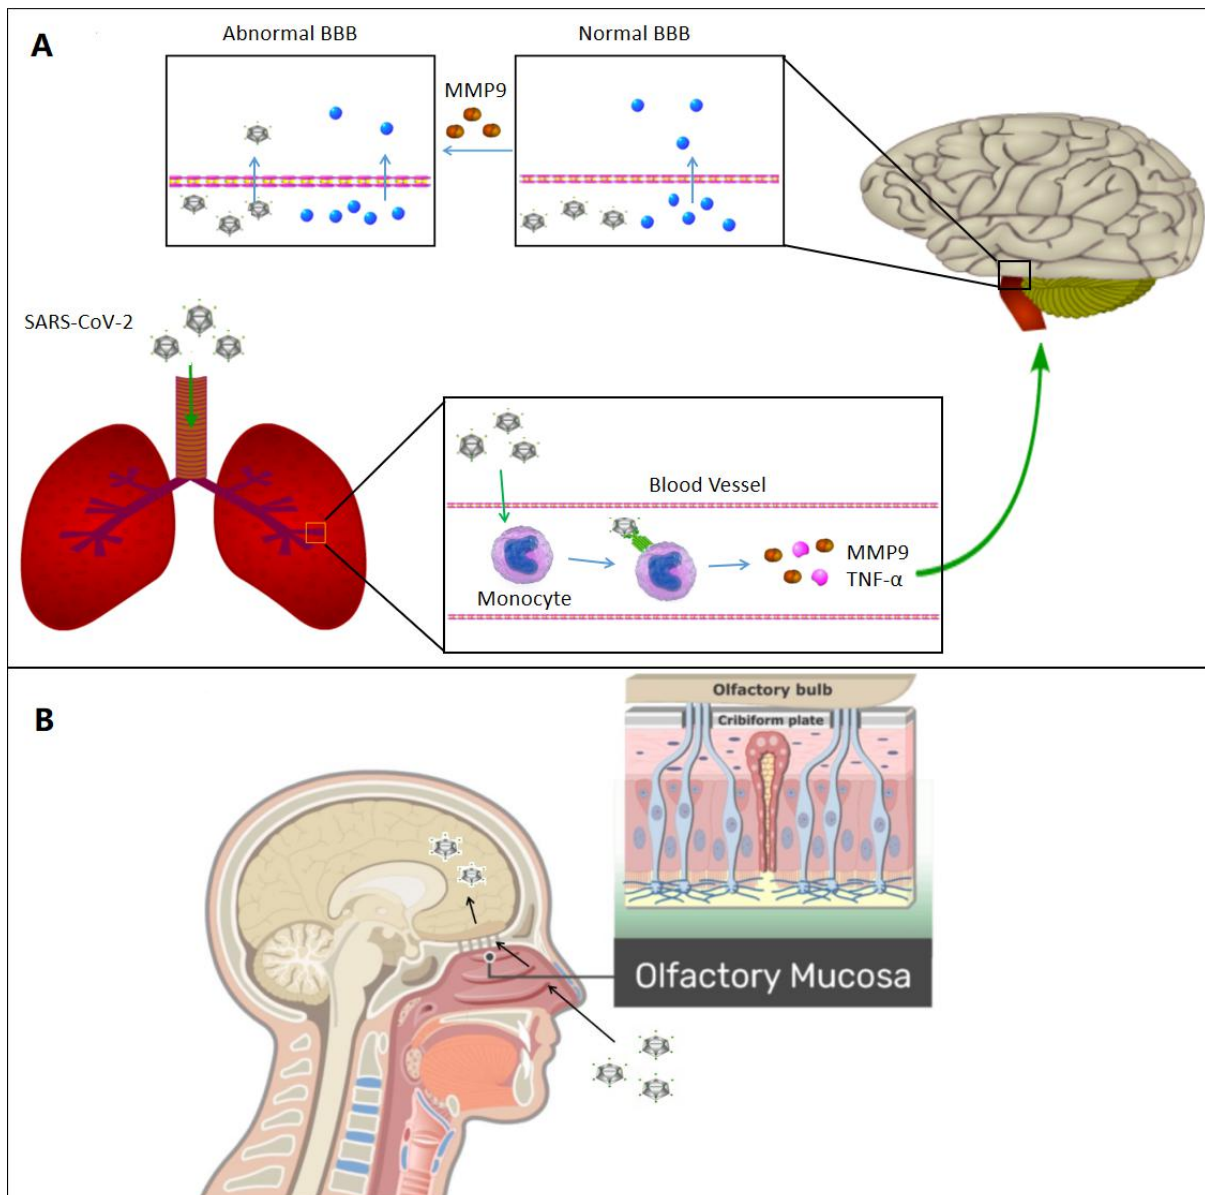 A
Abnormal BBB
Normal BBB
MMP9
SARS-CoV-2
Blood Vessel
Monocyte
MMP9
TNF-α
B
Olfactory bulb
Cribiform plate
Olfactory Mucosa